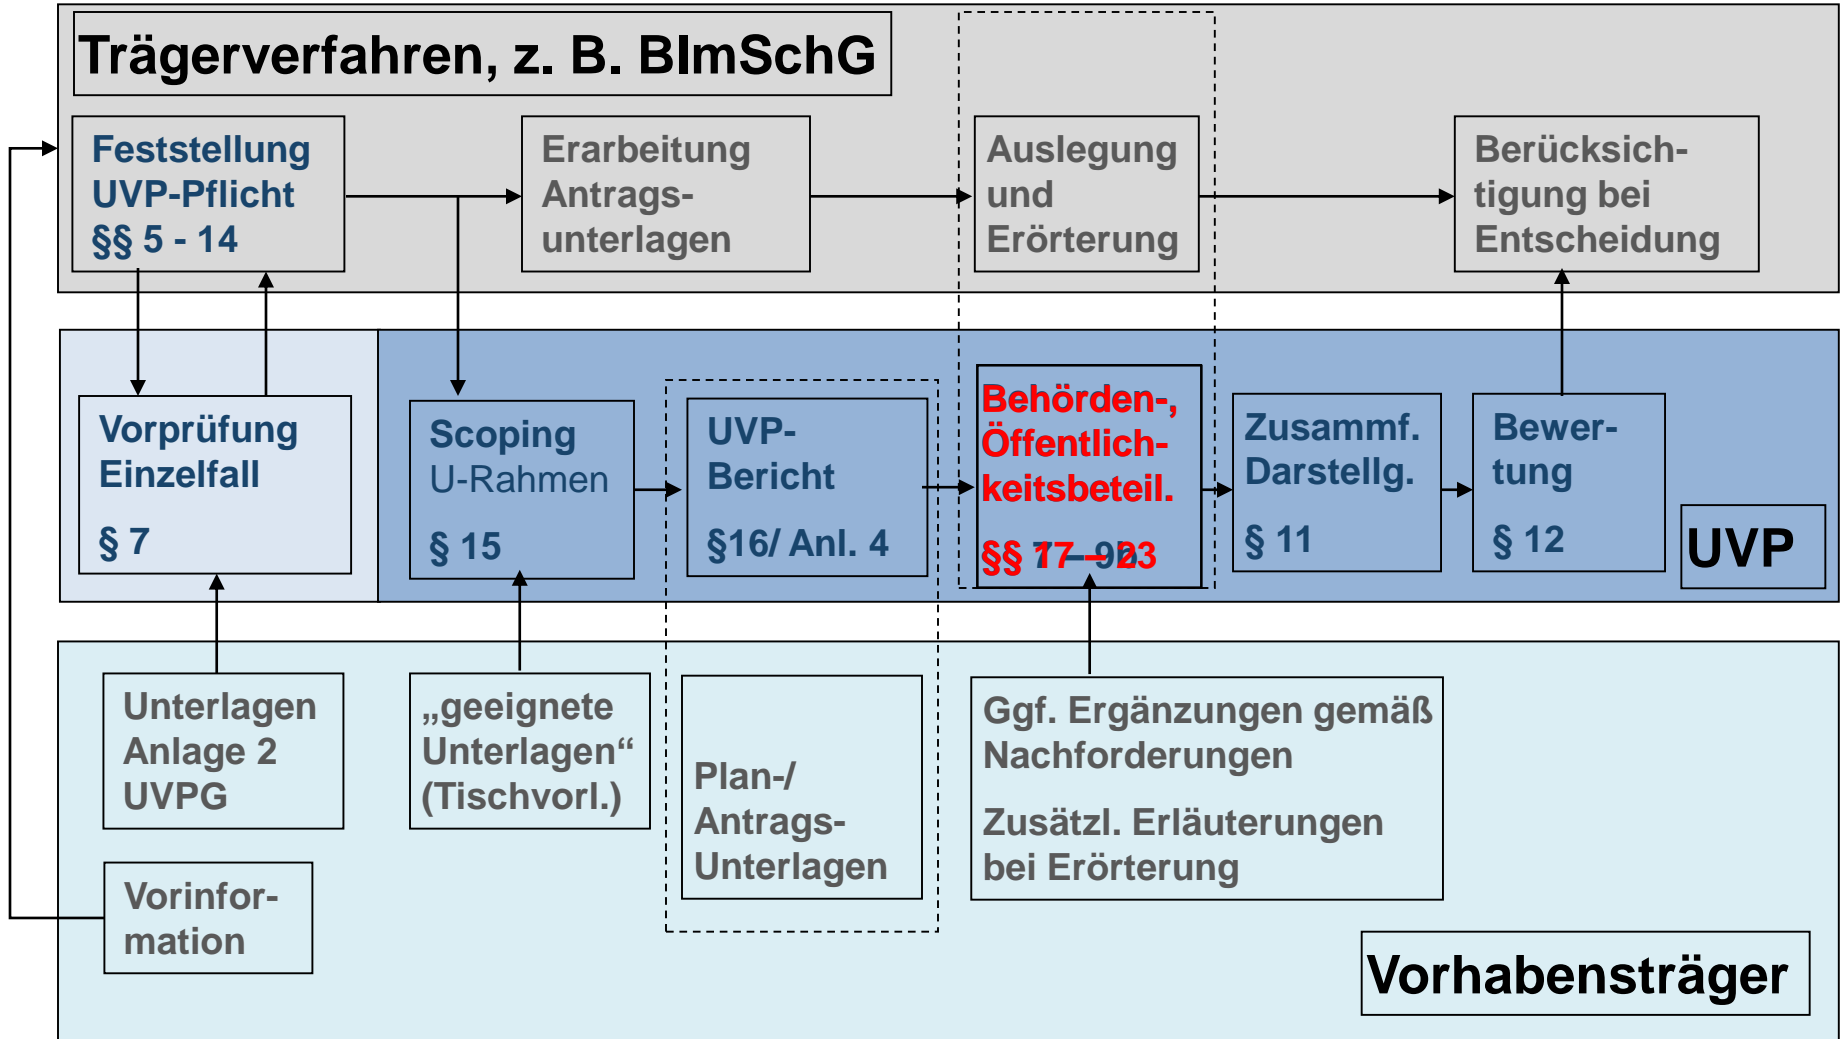 Trägerverfahren, z. B. BImSchG
Feststellung
UVP-Pflicht
§§ 5 - 14
Erarbeitung
Antrags-
unterlagen
Auslegung
und
Erörterung
Berücksich-
tigung bei
Entscheidung
Vorprüfung
Einzelfall
§ 7
Scoping
U-Rahmen
§ 15
UVP-
Bericht
§16/ Anl. 4
Behörden-,
Öffentlich-
keitsbeteil.
§§ 17 – 23
Zusammf.
Darstellg.
§ 11
Bewer-
tung
§ 12
UVP
Unterlagen
Anlage 2
UVPG
„geeignete
Unterlagen“
(Tischvorl.)
Plan-/
Antrags-
Unterlagen
Ggf. Ergänzungen gemäß
Nachforderungen
Zusätzl. Erläuterungen
bei Erörterung
Vorinfor-
mation
Vorhabensträger